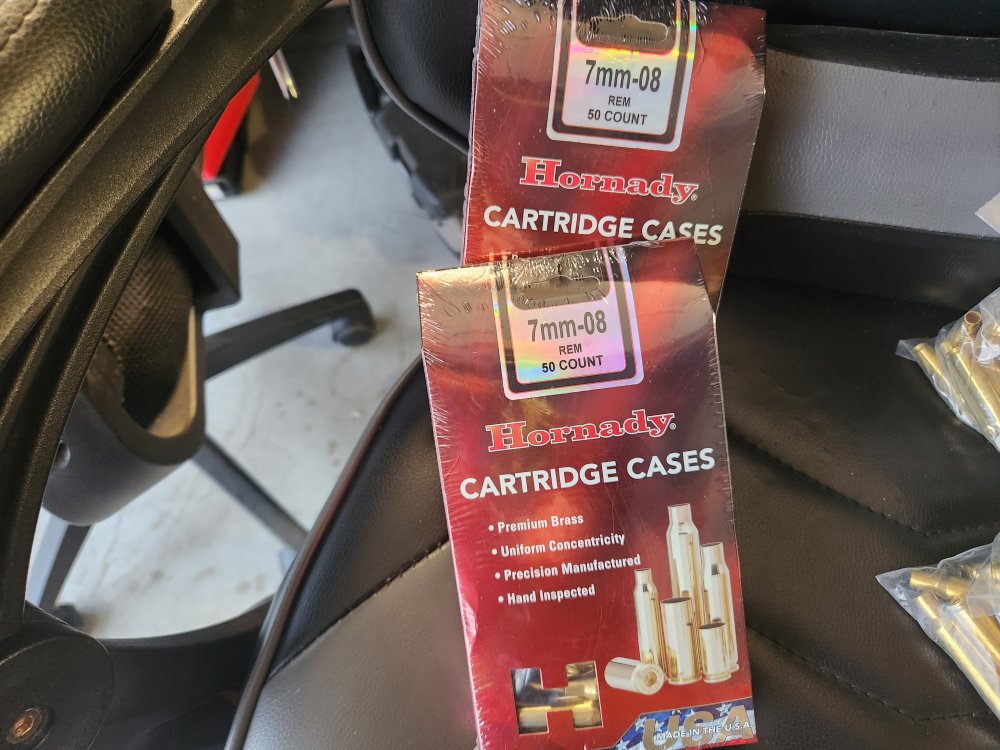 7mm-08
REM
50 COUNT
Hornady®
CARTRIDGE CASES
7mm-08
REM
50 COUNT
Hornady®
CARTRIDGE CASES
• Premium Brass
• Uniform Concentricity
• Precision Manufactured
• Hand Inspected
H
USA
MADE IN THE U.S.A.